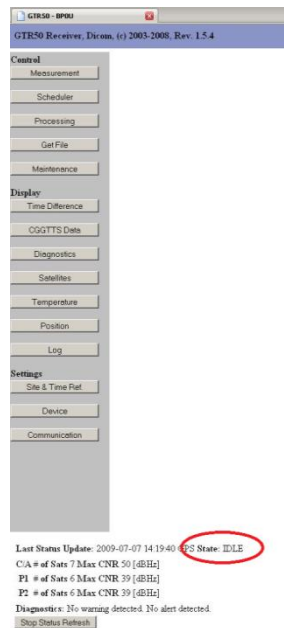 GTR50 - BPOU
GTR50 Receiver, Dicom, (c) 2003-2008, Rev. 1.5.4
Control
Measurement
Scheduler
Processing
Get File
Maintenance
Display
Time Difference
CGGTTS Data
Diagnostics
Satellites
Temperature
Position
Log
Settings
Site & Time Ref.
Device
Communication
Last Status Update: 2009-07-07 14:19:40 GPS State: IDLE
C/A # of Sats 7 Max CNR 50 [dBHz]
P1 # of Sats 6 Max CNR 39 [dBHz]
P2 # of Sats 6 Max CNR 39 [dBHz]
Diagnostics: No warning detected. No alert detected.
Stop Status Refresh